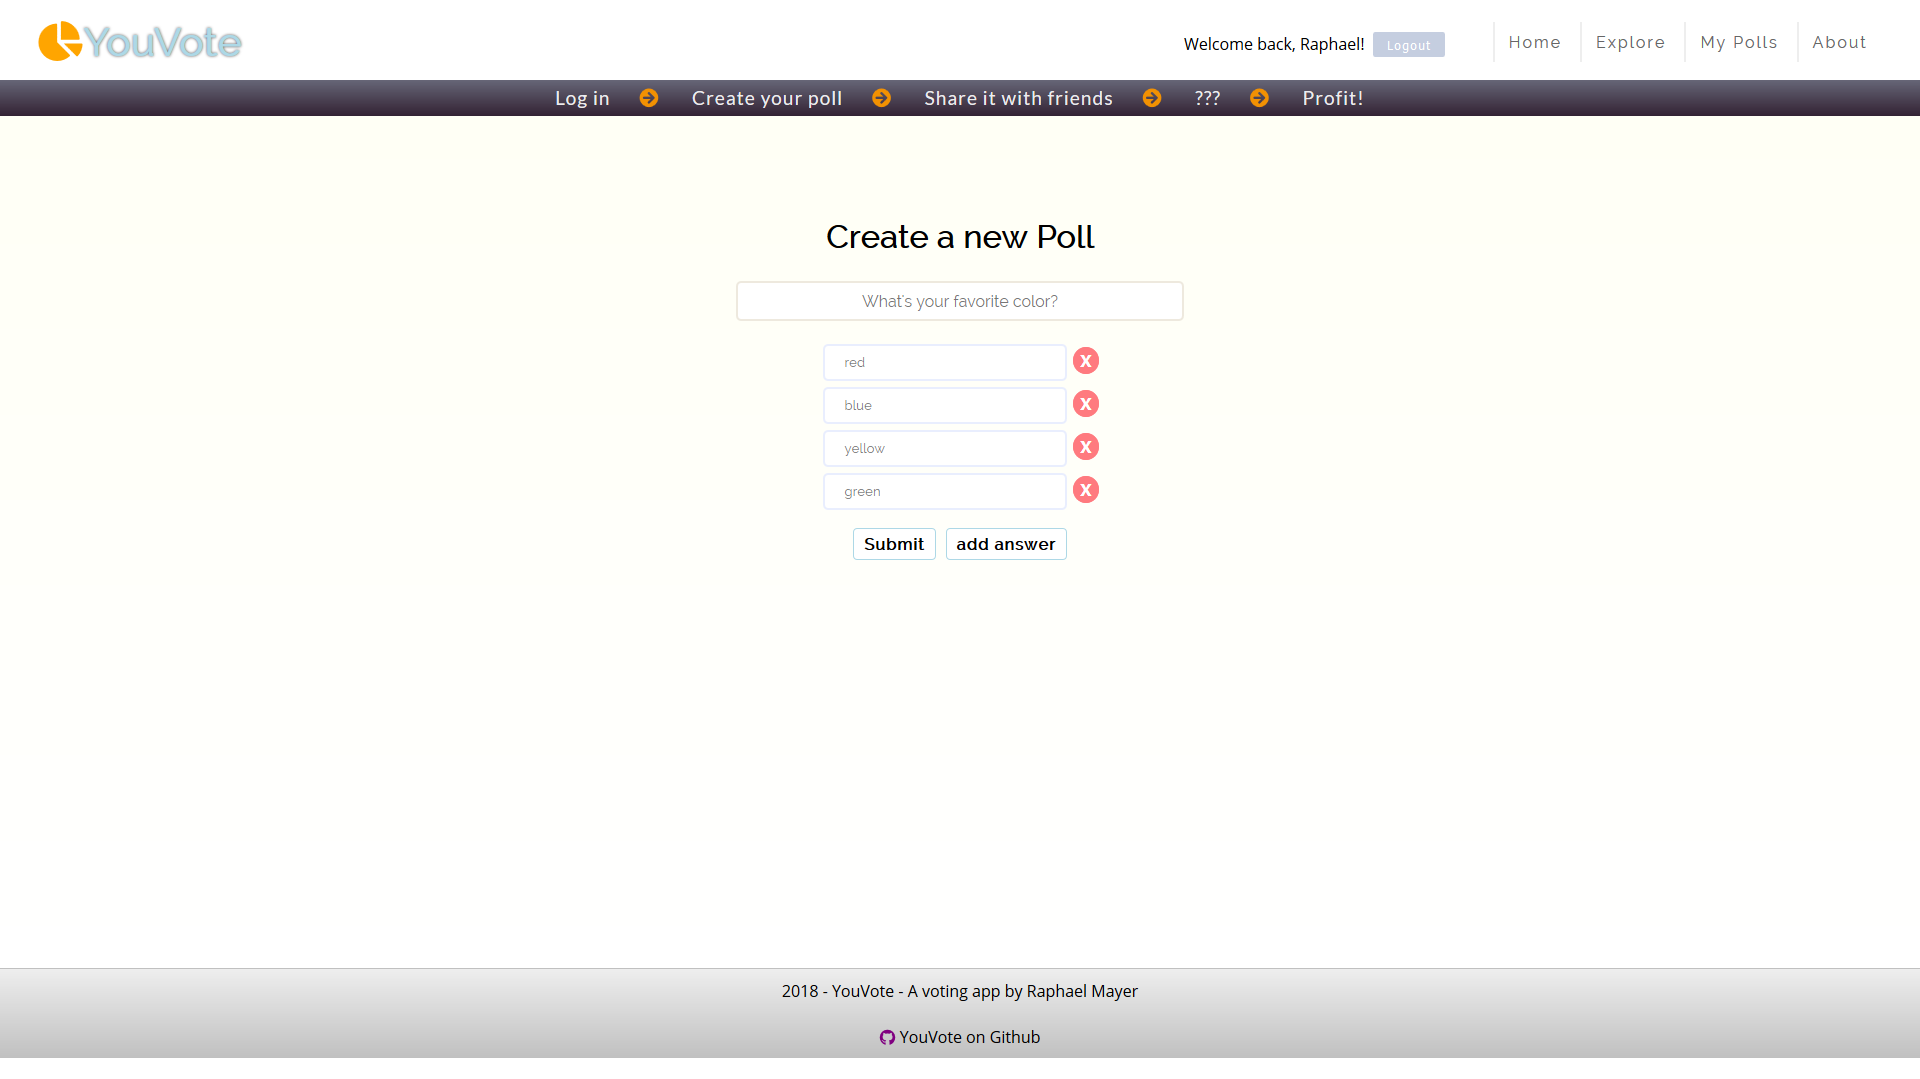 YouVote
Welcome back, Raphael! Logout Home Explore My Polls About
Log in Create your poll Share it with friends ??? Profit!
Create a new Poll
What's your favorite color?
red X
blue X
yellow X
green X
Submit add answer
2018 - YouVote - A voting app by Raphael Mayer
YouVote on Github